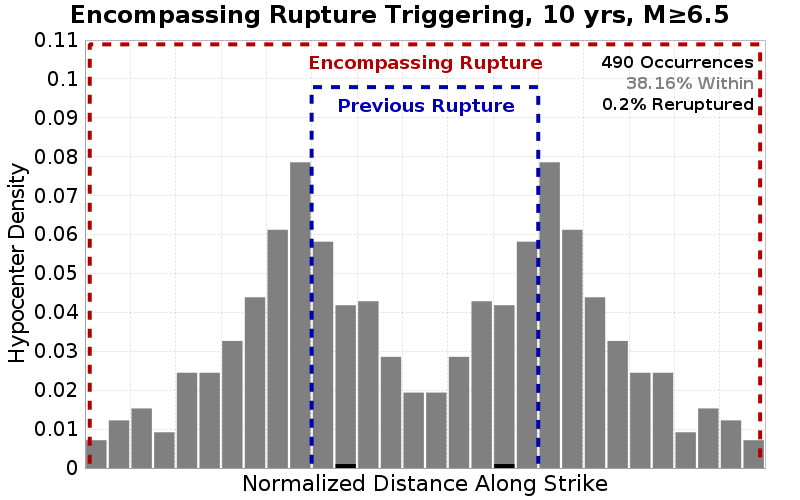 Encompassing Rupture Triggering, 10 yrs, M≥6.5
0.11
0.1
0.09
0.08
0.07
0.06
0.05
0.04
0.03
0.02
0.01
0
Hypocenter Density
Encompassing Rupture
Previous Rupture
490 Occurrences
38.16% Within
0.2% Reruptured
Normalized Distance Along Strike